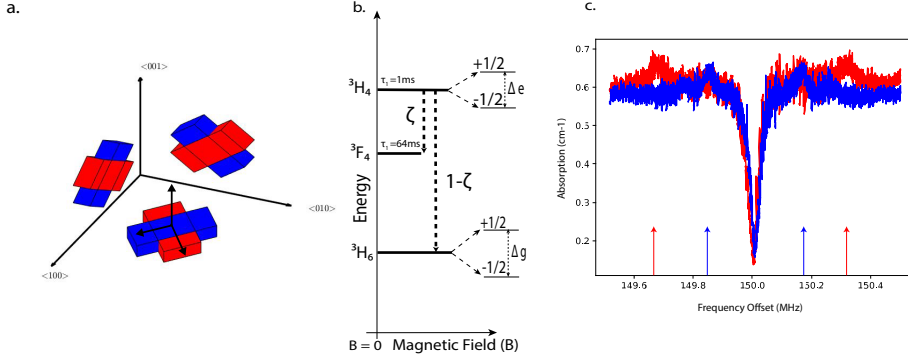 a.
<001>
<010>
<100>
b.
³H₄
τ₁=1ms
+1/2
-1/2
Δe
ζ
³F₄
τ₁=64ms
1-ζ
Energy
³H₆
+1/2
-1/2
Δg
B = 0 Magnetic Field (B)
c.
0.7
0.6
0.5
0.4
0.3
0.2
Absorption (cm-1)
149.6 149.8 150.0 150.2 150.4
Frequency Offset (MHz)